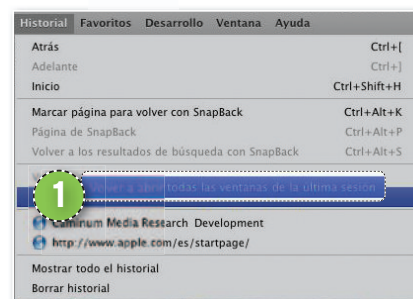 Historial Favoritos Desarrollo Ventana Ayuda
Atrás Ctrl+[
Adelante Ctrl+]
Inicio Ctrl+Shift+H
Marcar página para volver con SnapBack Ctrl+Alt+K
Página de SnapBack Ctrl+Alt+P
Volver a los resultados de búsqueda con SnapBack Ctrl+Alt+S
1
Volver a abrir todas las ventanas de la última sesión
Caminum Media Research Development
http://www.apple.com/es/startpage/
Mostrar todo el historial
Borrar historial